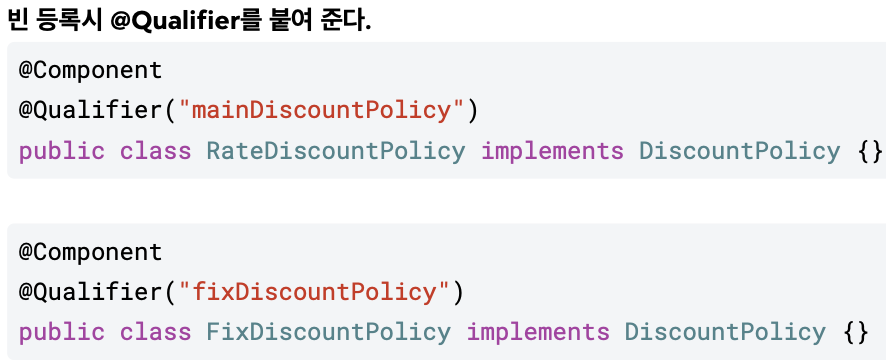 빈 등록시 @Qualifier를 붙여 준다.
@Component
@Qualifier("mainDiscountPolicy")
public class RateDiscountPolicy implements DiscountPolicy {}
@Component
@Qualifier("fixDiscountPolicy")
public class FixDiscountPolicy implements DiscountPolicy {}